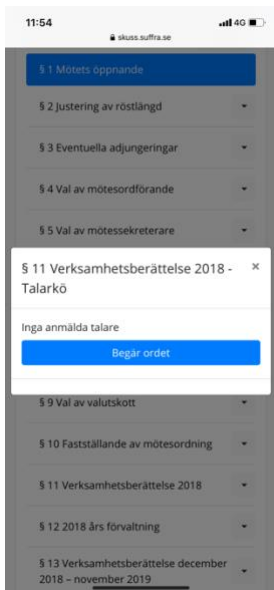 11:54
4G
skuss.suffra.se
§ 1 Mötets öppnande
§ 2 Justering av röstlängd
§ 3 Eventuella adjungeringar
§ 4 Val av mötesordförande
§ 5 Val av mötessekreterare
§ 11 Verksamhetsberättelse 2018 -
Talarkö
×
Inga anmälda talare
Begär ordet
§ 9 Val av valutskott
§ 10 Fastställande av mötesordning
§ 11 Verksamhetsberättelse 2018
§ 12 2018 års förvaltning
§ 13 Verksamhetsberättelse december
2018 – november 2019